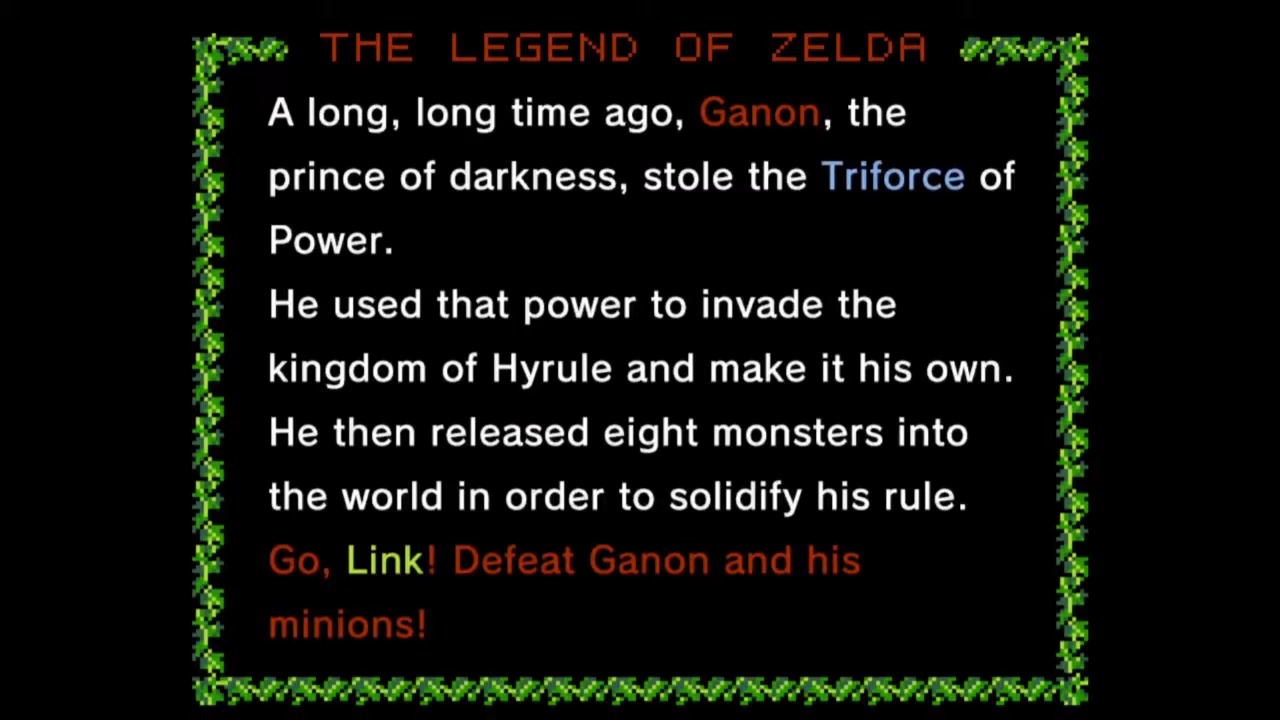 THE LEGEND OF ZELDA
A long, long time ago, Ganon, the
prince of darkness, stole the Triforce of
Power.
He used that power to invade the
kingdom of Hyrule and make it his own.
He then released eight monsters into
the world in order to solidify his rule.
Go, Link! Defeat Ganon and his
minions!